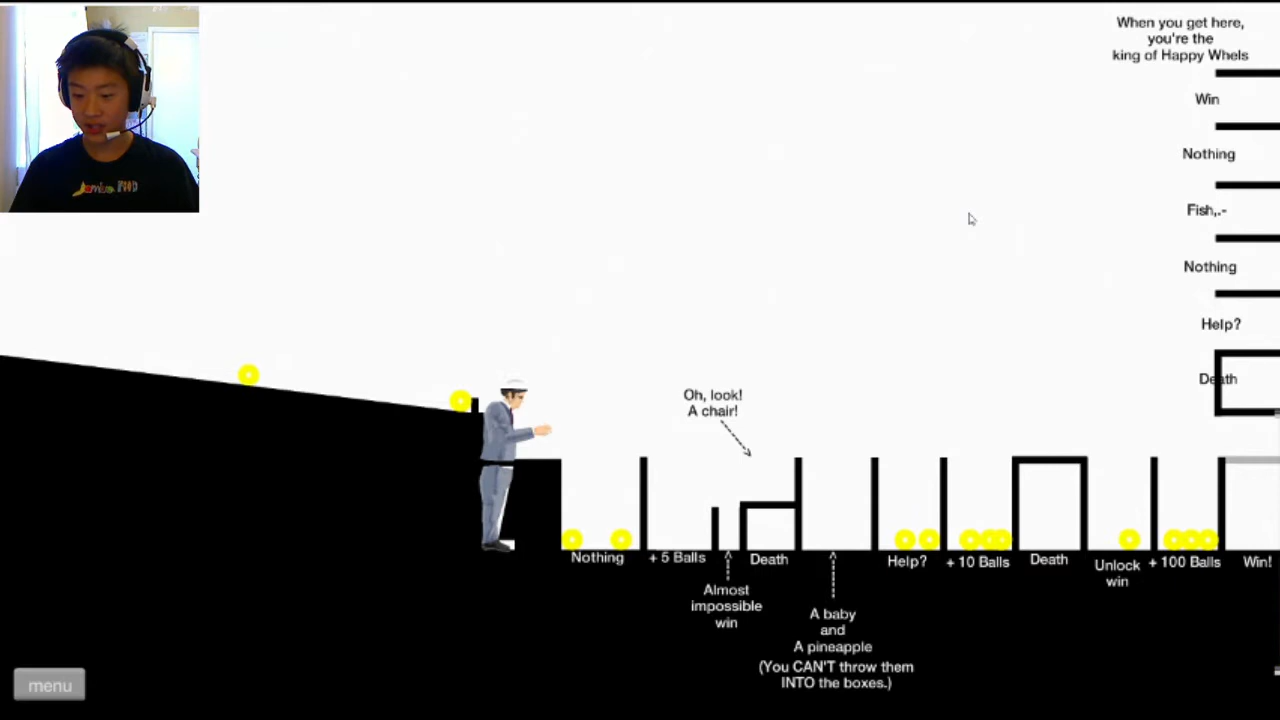 When you get here,
you're the
king of Happy Whels
Win
Nothing
Fish,.-
Nothing
Help?
Death
Oh, look!
A chair!
Nothing
+ 5 Balls
Death
Help?
+ 10 Balls
Death
Unlock
win
+ 100 Balls
Win!
Almost
impossible
win
A baby
and
A pineapple
(You CAN'T throw them
INTO the boxes.)
menu